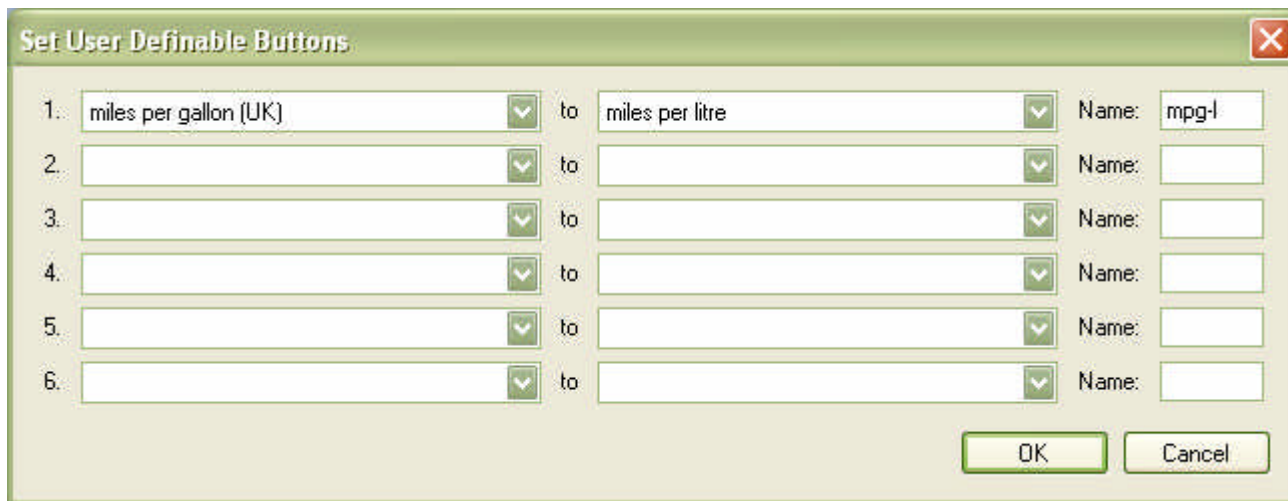 Set User Definable Buttons
1. miles per gallon (UK) to miles per litre Name: mpg-l
2. to Name:
3. to Name:
4. to Name:
5. to Name:
6. to Name:
OK Cancel